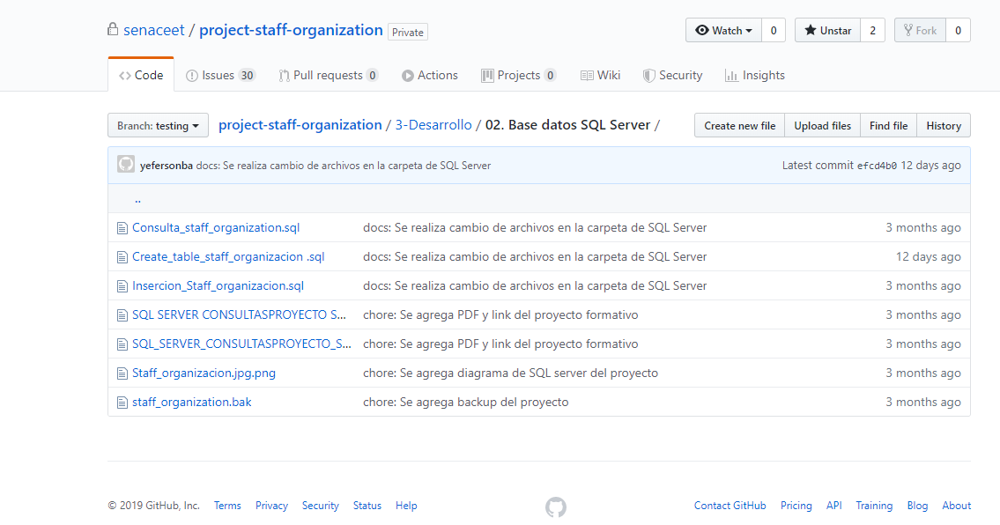 senaceet / project-staff-organization Private Watch 0 Unstar 2 Fork 0
Code Issues 30 Pull requests 0 Actions Projects 0 Wiki Security Insights
Branch: testing project-staff-organization / 3-Desarrollo / 02. Base datos SQL Server / Create new file Upload files Find file History
yefersonba docs: Se realiza cambio de archivos en la carpeta de SQL Server Latest commit efcd4b0 12 days ago
..
Consulta_staff_organization.sql docs: Se realiza cambio de archivos en la carpeta de SQL Server 3 months ago
Create_table_staff_organizacion .sql docs: Se realiza cambio de archivos en la carpeta de SQL Server 12 days ago
Insercion_Staff_organizacion.sql docs: Se realiza cambio de archivos en la carpeta de SQL Server 3 months ago
SQL SERVER CONSULTASPROYECTO S... chore: Se agrega PDF y link del proyecto formativo 3 months ago
SQL_SERVER_CONSULTASPROYECTO_S... chore: Se agrega PDF y link del proyecto formativo 3 months ago
Staff_organizacion.jpg.png chore: Se agrega diagrama de SQL server del proyecto 3 months ago
staff_organization.bak chore: Se agrega backup del proyecto 3 months ago
© 2019 GitHub, Inc. Terms Privacy Security Status Help Contact GitHub Pricing API Training Blog About